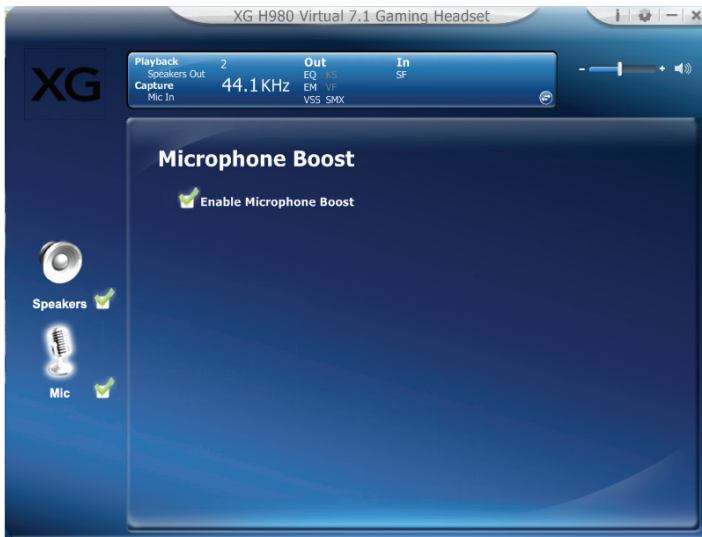 XG H980 Virtual 7.1 Gaming Headset
XG
Playback 2 Out In
Speakers Out EQ KS SF
Capture 44.1KHz EM VF
Mic In VSS SMX
- +
Microphone Boost
Enable Microphone Boost
Speakers
Mic